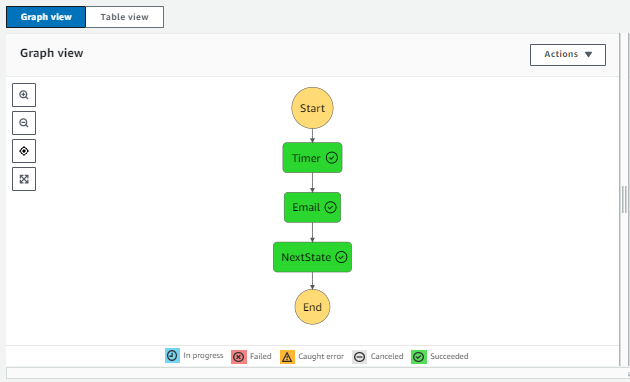 Graph view Table view
Graph view
Actions
Start
Timer
Email
NextState
End
In progress Failed Caught error Canceled Succeeded